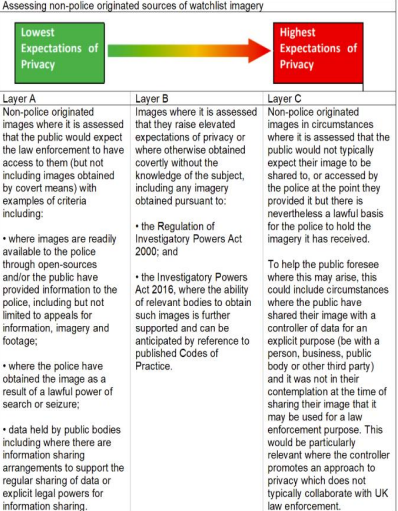 Assessing non-police originated sources of watchlist imagery
Lowest
Expectations of
Privacy
Highest
Expectations of
Privacy
Layer A
Non-police originated
images where it is assessed
that the public would expect
the law enforcement to have
access to them (but not
including images obtained
by covert means) with
examples of criteria
including:
• where images are readily
available to the police
through open-sources
and/or the public have
provided information to the
police, including but not
limited to appeals for
information, imagery and
footage;
• where the police have
obtained the image as a
result of a lawful power of
search or seizure;
• data held by public bodies
including where there are
information sharing
arrangements to support the
regular sharing of data or
explicit legal powers for
information sharing.
Layer B
Images where it is assessed
that they raise elevated
expectations of privacy or
where otherwise obtained
covertly without the
knowledge of the subject,
including any imagery
obtained pursuant to:
• the Regulation of
Investigatory Powers Act
2000; and
• the Investigatory Powers
Act 2016, where the ability
of relevant bodies to obtain
such images is further
supported and can be
anticipated by reference to
published Codes of
Practice.
Layer C
Non-police originated
images in circumstances
where it is assessed that the
public would not typically
expect their image to be
shared to, or accessed by
the police at the point they
provided it but there is
nevertheless a lawful basis
for the police to hold the
imagery it has received.
To help the public foresee
where this may arise, this
could include circumstances
where the public have
shared their image with a
controller of data for an
explicit purpose (be with a
person, business, public
body or other third party)
and it was not in their
contemplation at the time of
sharing their image that it
may be used for a law
enforcement purpose. This
would be particularly
relevant where the controller
promotes an approach to
privacy which does not
typically collaborate with UK
law enforcement.